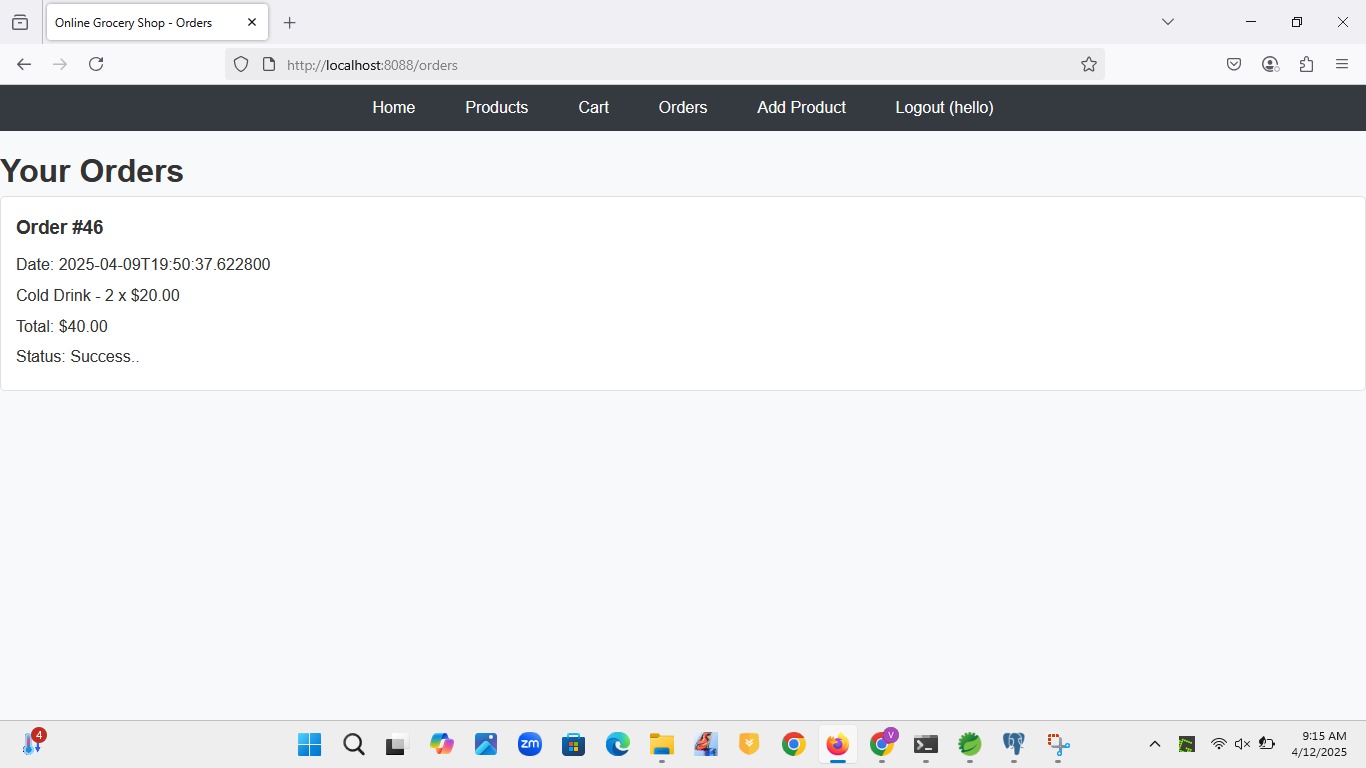 Online Grocery Shop - Orders
http://localhost:8088/orders
Home Products Cart Orders Add Product Logout (hello)
Your Orders
Order #46
Date: 2025-04-09T19:50:37.622800
Cold Drink - 2 x $20.00
Total: $40.00
Status: Success..
4
zm
V
9:15 AM
4/12/2025